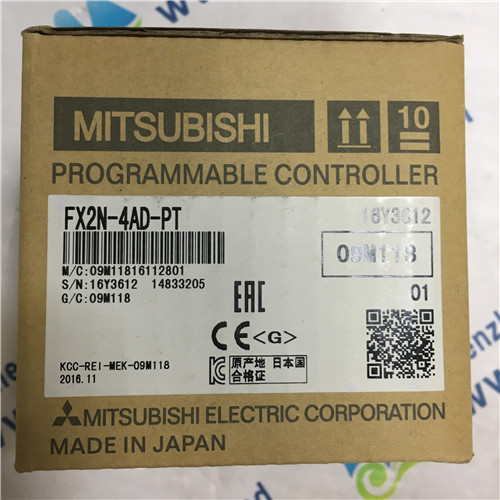 MITSUBISHI
10
PROGRAMMABLE CONTROLLER
FX2N-4AD-PT
16Y3612
M/C:09M11816112801
09M118
S/N:16Y3612 14833205
G/C:09M118
EAC
01
CE <G>
KCC-REI-MEK-09M118
2016.11
原产地 日本国
合格证
MITSUBISHI ELECTRIC CORPORATION
MADE IN JAPAN